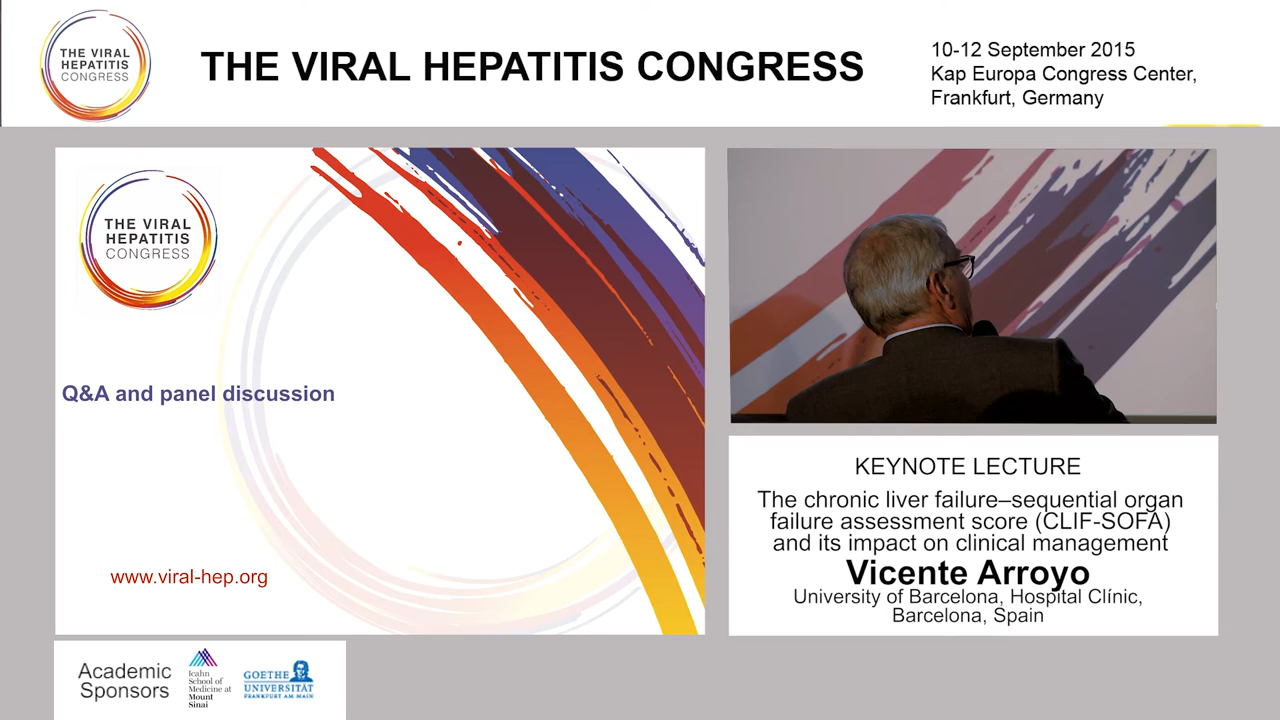 THE VIRAL
HEPATITIS
CONGRESS
THE VIRAL HEPATITIS CONGRESS
10-12 September 2015
Kap Europa Congress Center,
Frankfurt, Germany
THE VIRAL
HEPATITIS
CONGRESS
Q&A and panel discussion
www.viral-hep.org
KEYNOTE LECTURE
The chronic liver failure–sequential organ
failure assessment score (CLIF-SOFA)
and its impact on clinical management
Vicente Arroyo
University of Barcelona, Hospital Clínic,
Barcelona, Spain
Academic
Sponsors
Icahn
School of
Medicine at
Mount
Sinai
GOETHE
UNIVERSITÄT
FRANKFURT AM MAIN